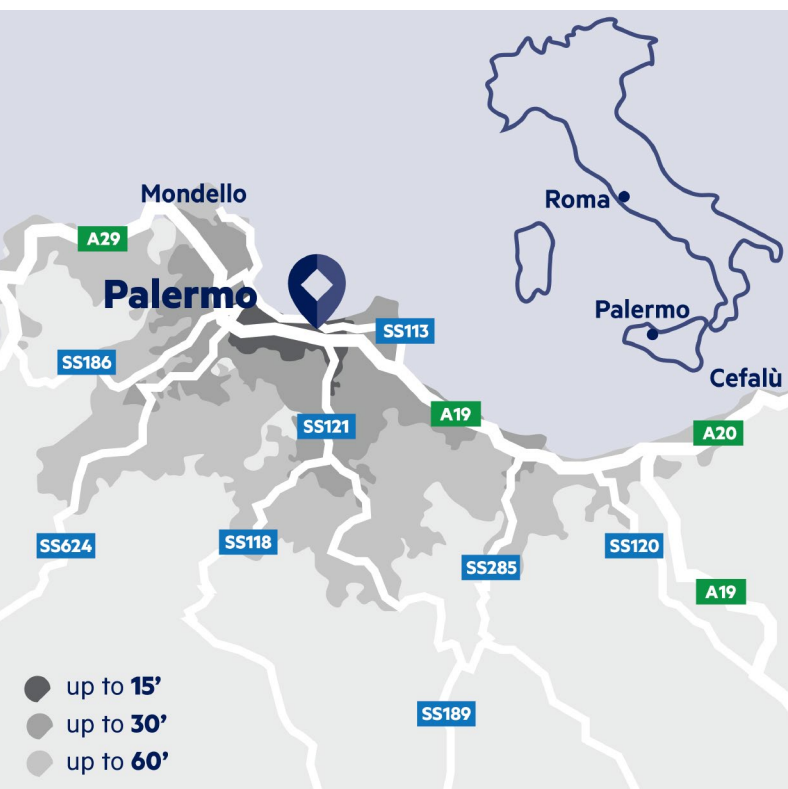 Mondello
A29
Roma
Palermo
Palermo
SS113
SS186
Cefalù
A19
SS121
A20
SS624
SS118
SS285
SS120
A19
up to 15’
SS189
up to 30’
up to 60’